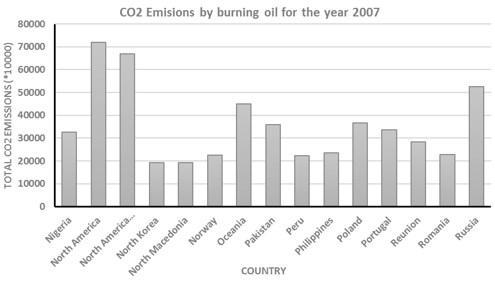 CO2 Emisions by burning oil for the year 2007
TOTAL CO2 EMISSIONS (*10000)
80000
70000
60000
50000
40000
30000
20000
10000
0
Nigeria
North America
North America...
North Korea
North Macedonia
Norway
Oceania
Pakistan
Peru
Philippines
Poland
Portugal
Reunion
Romania
Russia
COUNTRY